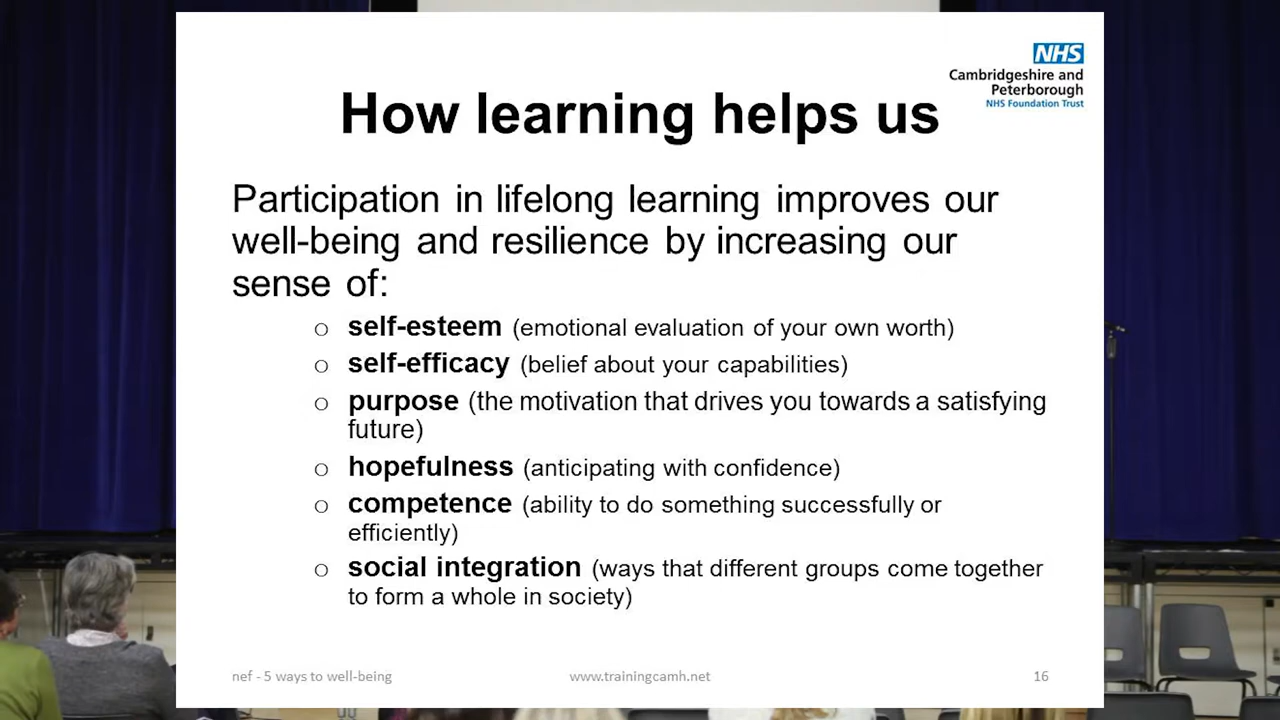 NHS
Cambridgeshire and
Peterborough
NHS Foundation Trust
How learning helps us
Participation in lifelong learning improves our
well-being and resilience by increasing our
sense of:
o self-esteem (emotional evaluation of your own worth)
o self-efficacy (belief about your capabilities)
o purpose (the motivation that drives you towards a satisfying
future)
o hopefulness (anticipating with confidence)
o competence (ability to do something successfully or
efficiently)
o social integration (ways that different groups come together
to form a whole in society)
nef - 5 ways to well-being
www.trainingcamh.net
16